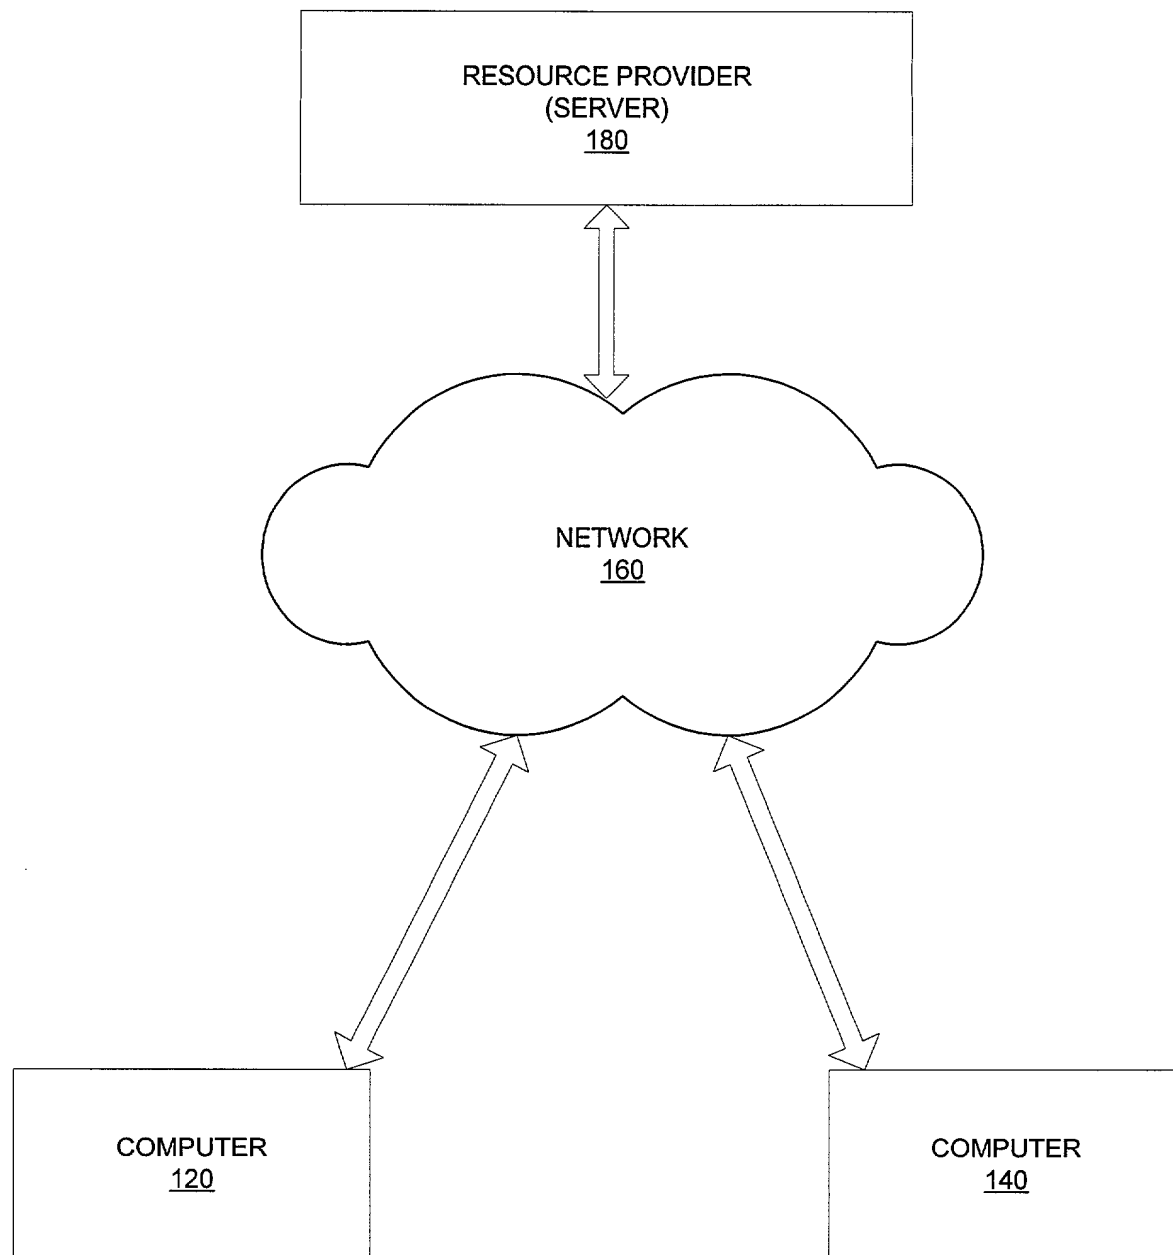 RESOURCE PROVIDER
(SERVER)
180
NETWORK
160
COMPUTER
120
COMPUTER
140